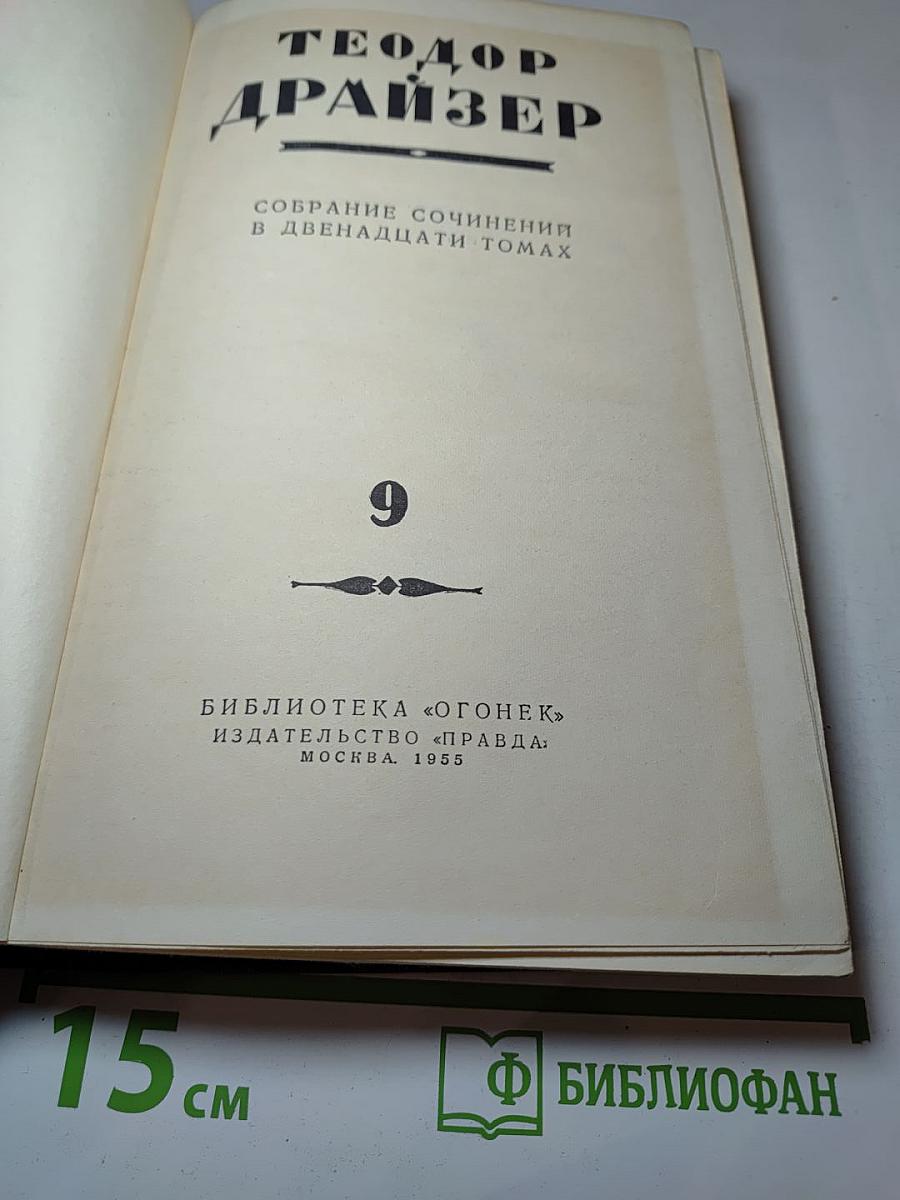 ТЕОДОР
ДРАЙЗЕР
СОБРАНИЕ СОЧИНЕНИЙ
В ДВЕНАДЦАТИ ТОМАХ
9
БИБЛИОТЕКА «ОГОНЕК»
ИЗДАТЕЛЬСТВО «ПРАВДА»
МОСКВА. 1955
15 см
Ф БИБЛИОФАН